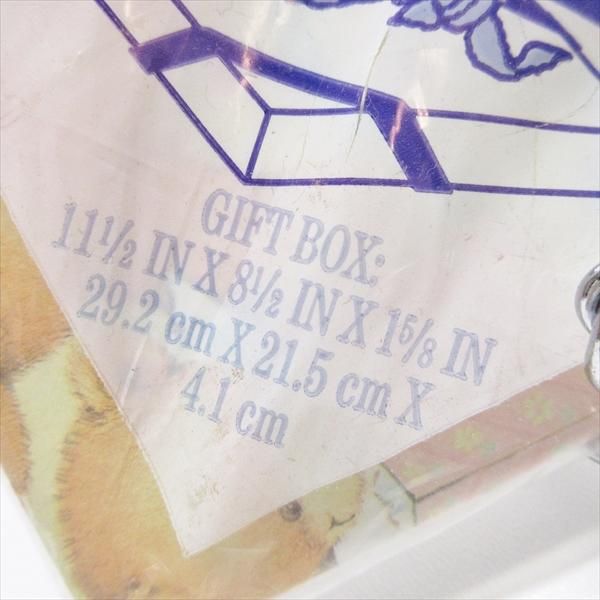 GIFT BOX:
11½ IN X 8½ IN X 1⅝ IN
29.2 cm X 21.5 cm X
4.1 cm